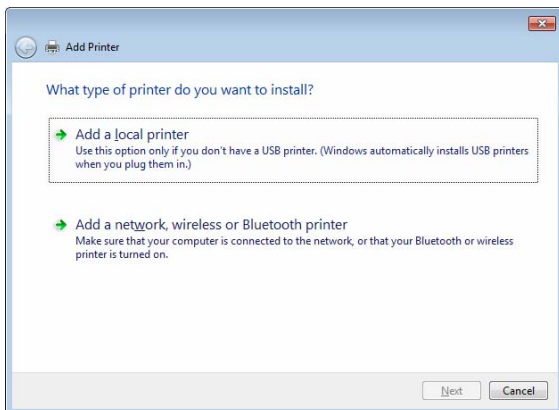 Add Printer
What type of printer do you want to install?
Add a local printer
Use this option only if you don't have a USB printer. (Windows automatically installs USB printers
when you plug them in.)
Add a network, wireless or Bluetooth printer
Make sure that your computer is connected to the network, or that your Bluetooth or wireless
printer is turned on.
Next Cancel